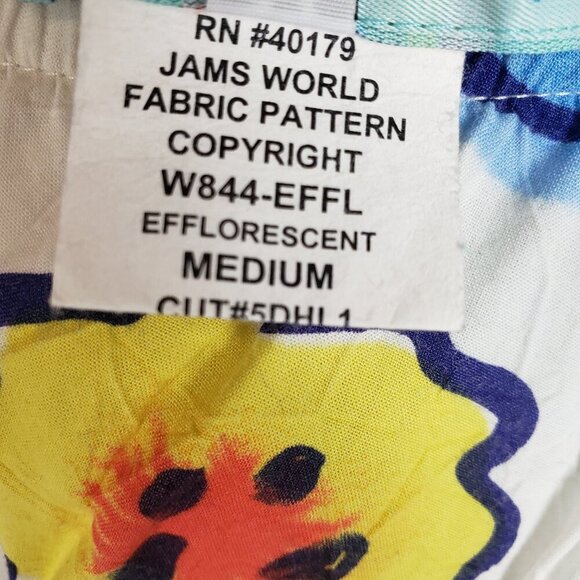 RN #40179
JAMS WORLD
FABRIC PATTERN
COPYRIGHT
W844-EFFL
EFFLORESCENT
MEDIUM
CUT#5DHL1